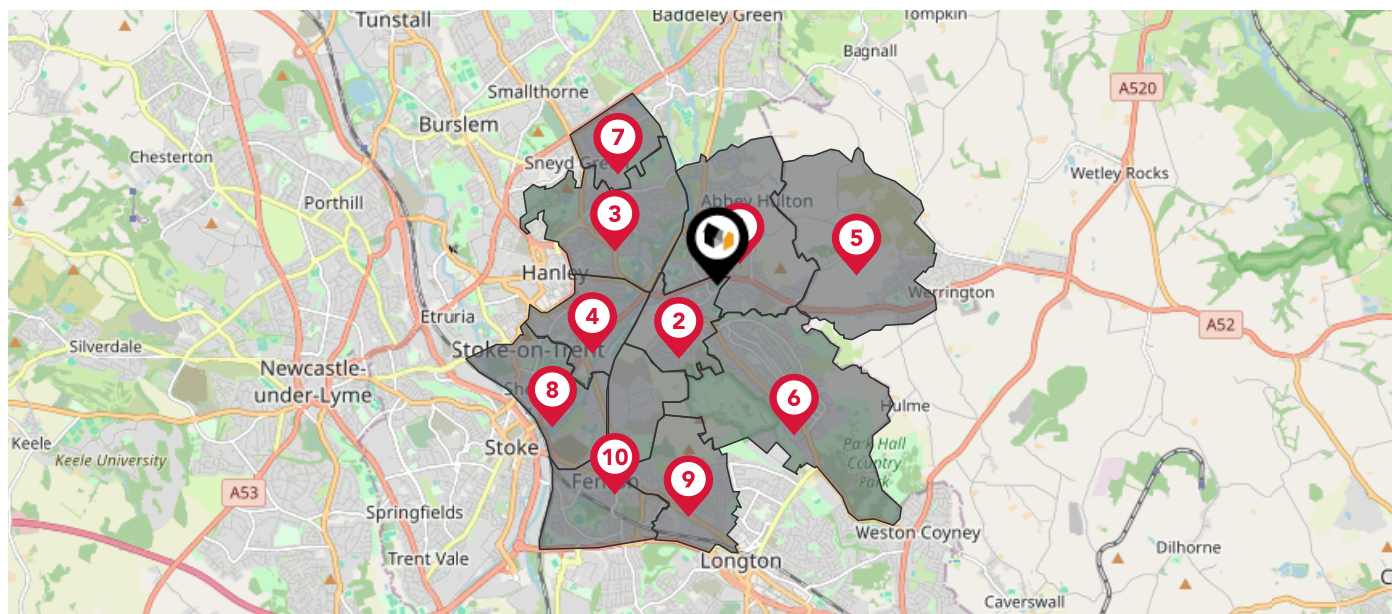 Tunstall
Baddeley Green
Tompkin
Bagnall
A520
Smallthorne
Burslem
7
Chesterton
Sneyd Gre
Wetley Rocks
Porthill
Abbey Hulton
3
5
Hanley
Werrington
Etruria
4
2
A52
Silverdale
Stoke-on-Trent
Newcastle-
under-Lyme
8
6
Hulme
Keele
Stoke
Park Hall
Country
Park
Keele University
10
9
A53
Springfields
Weston Coyney
Trent Vale
Longton
Dilhorne
Caverswall